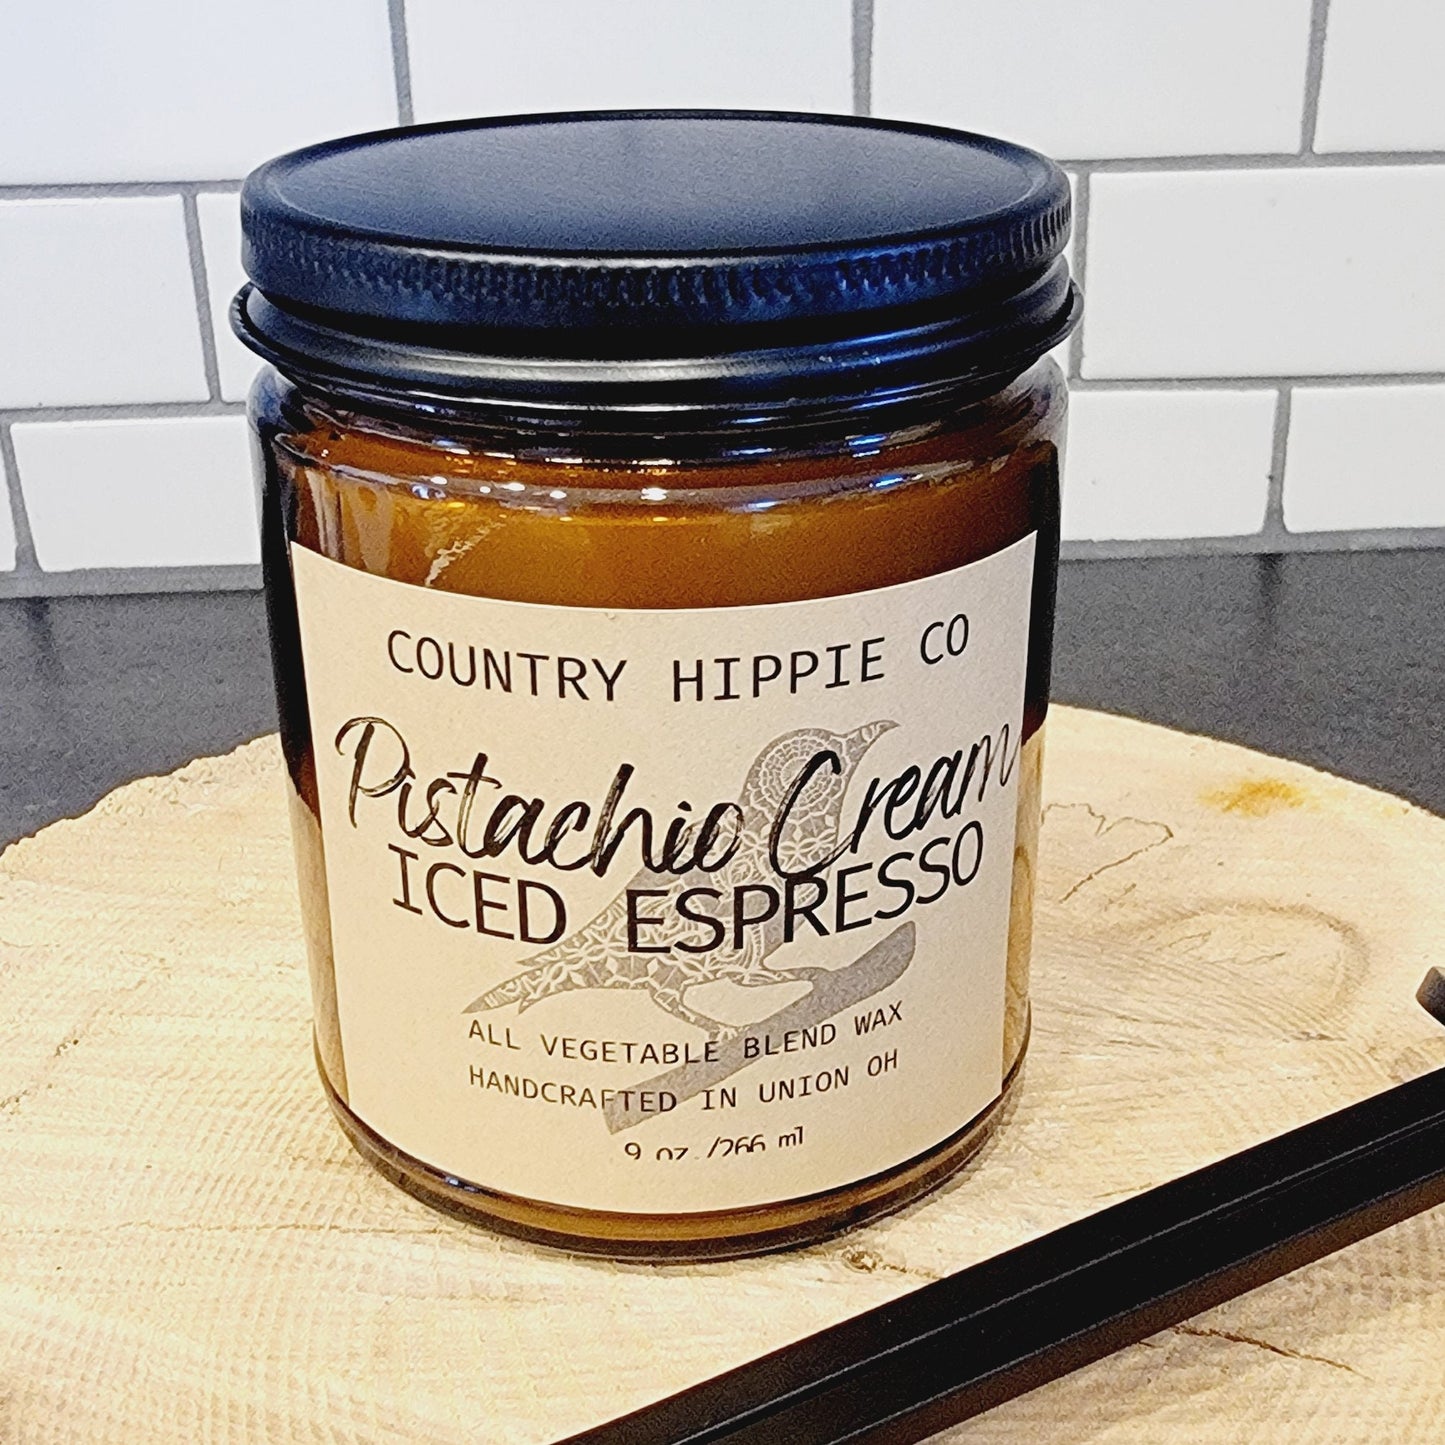 COUNTRY HIPPIE CO
Pistachio Cream
ICED ESPRESSO
ALL VEGETABLE BLEND WAX
HANDCRAFTED IN UNION OH
9 oz./266 ml